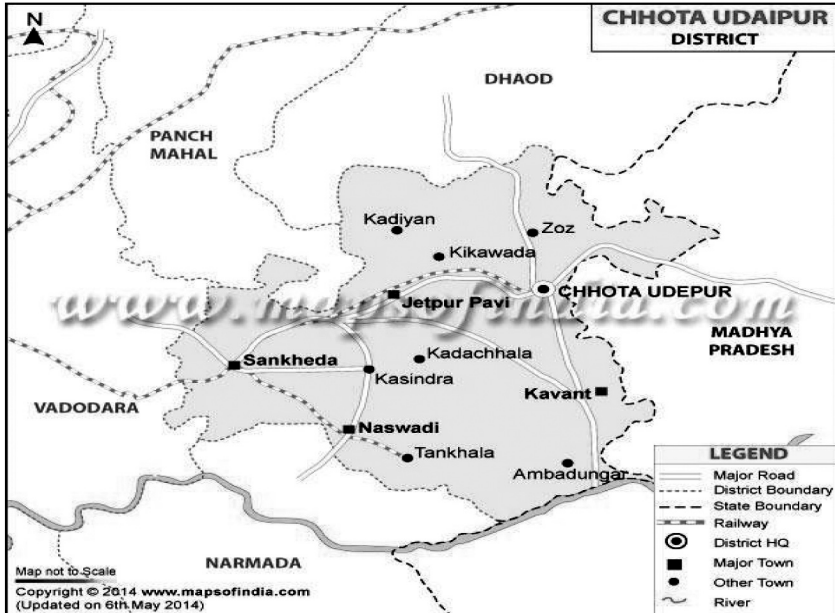 CHHOTA UDAIPUR
DISTRICT
N
DHAOD
PANCH
MAHAL
Kadiyan
Zoz
Kikawada
Jetpur Pavi
CHHOTA UDEPUR
www.mapsofindia.com
MADHYA
PRADESH
Sankheda
Kadachhala
Kasindra
Kavant
VADODARA
Naswadi
Tankhala
Ambadungar
NARMADA
LEGEND
Major Road
District Boundary
State Boundary
Railway
District HQ
Major Town
Other Town
River
Map not to Scale
Copyright © 2014 www.mapsofindia.com
(Updated on 6th May 2014)